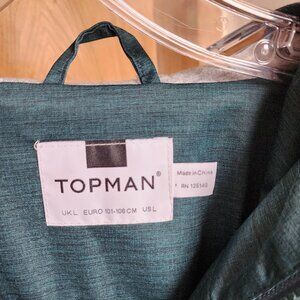 TOPMAN®
UK L EURO 101-106CM US L
Made in China
RN 125140